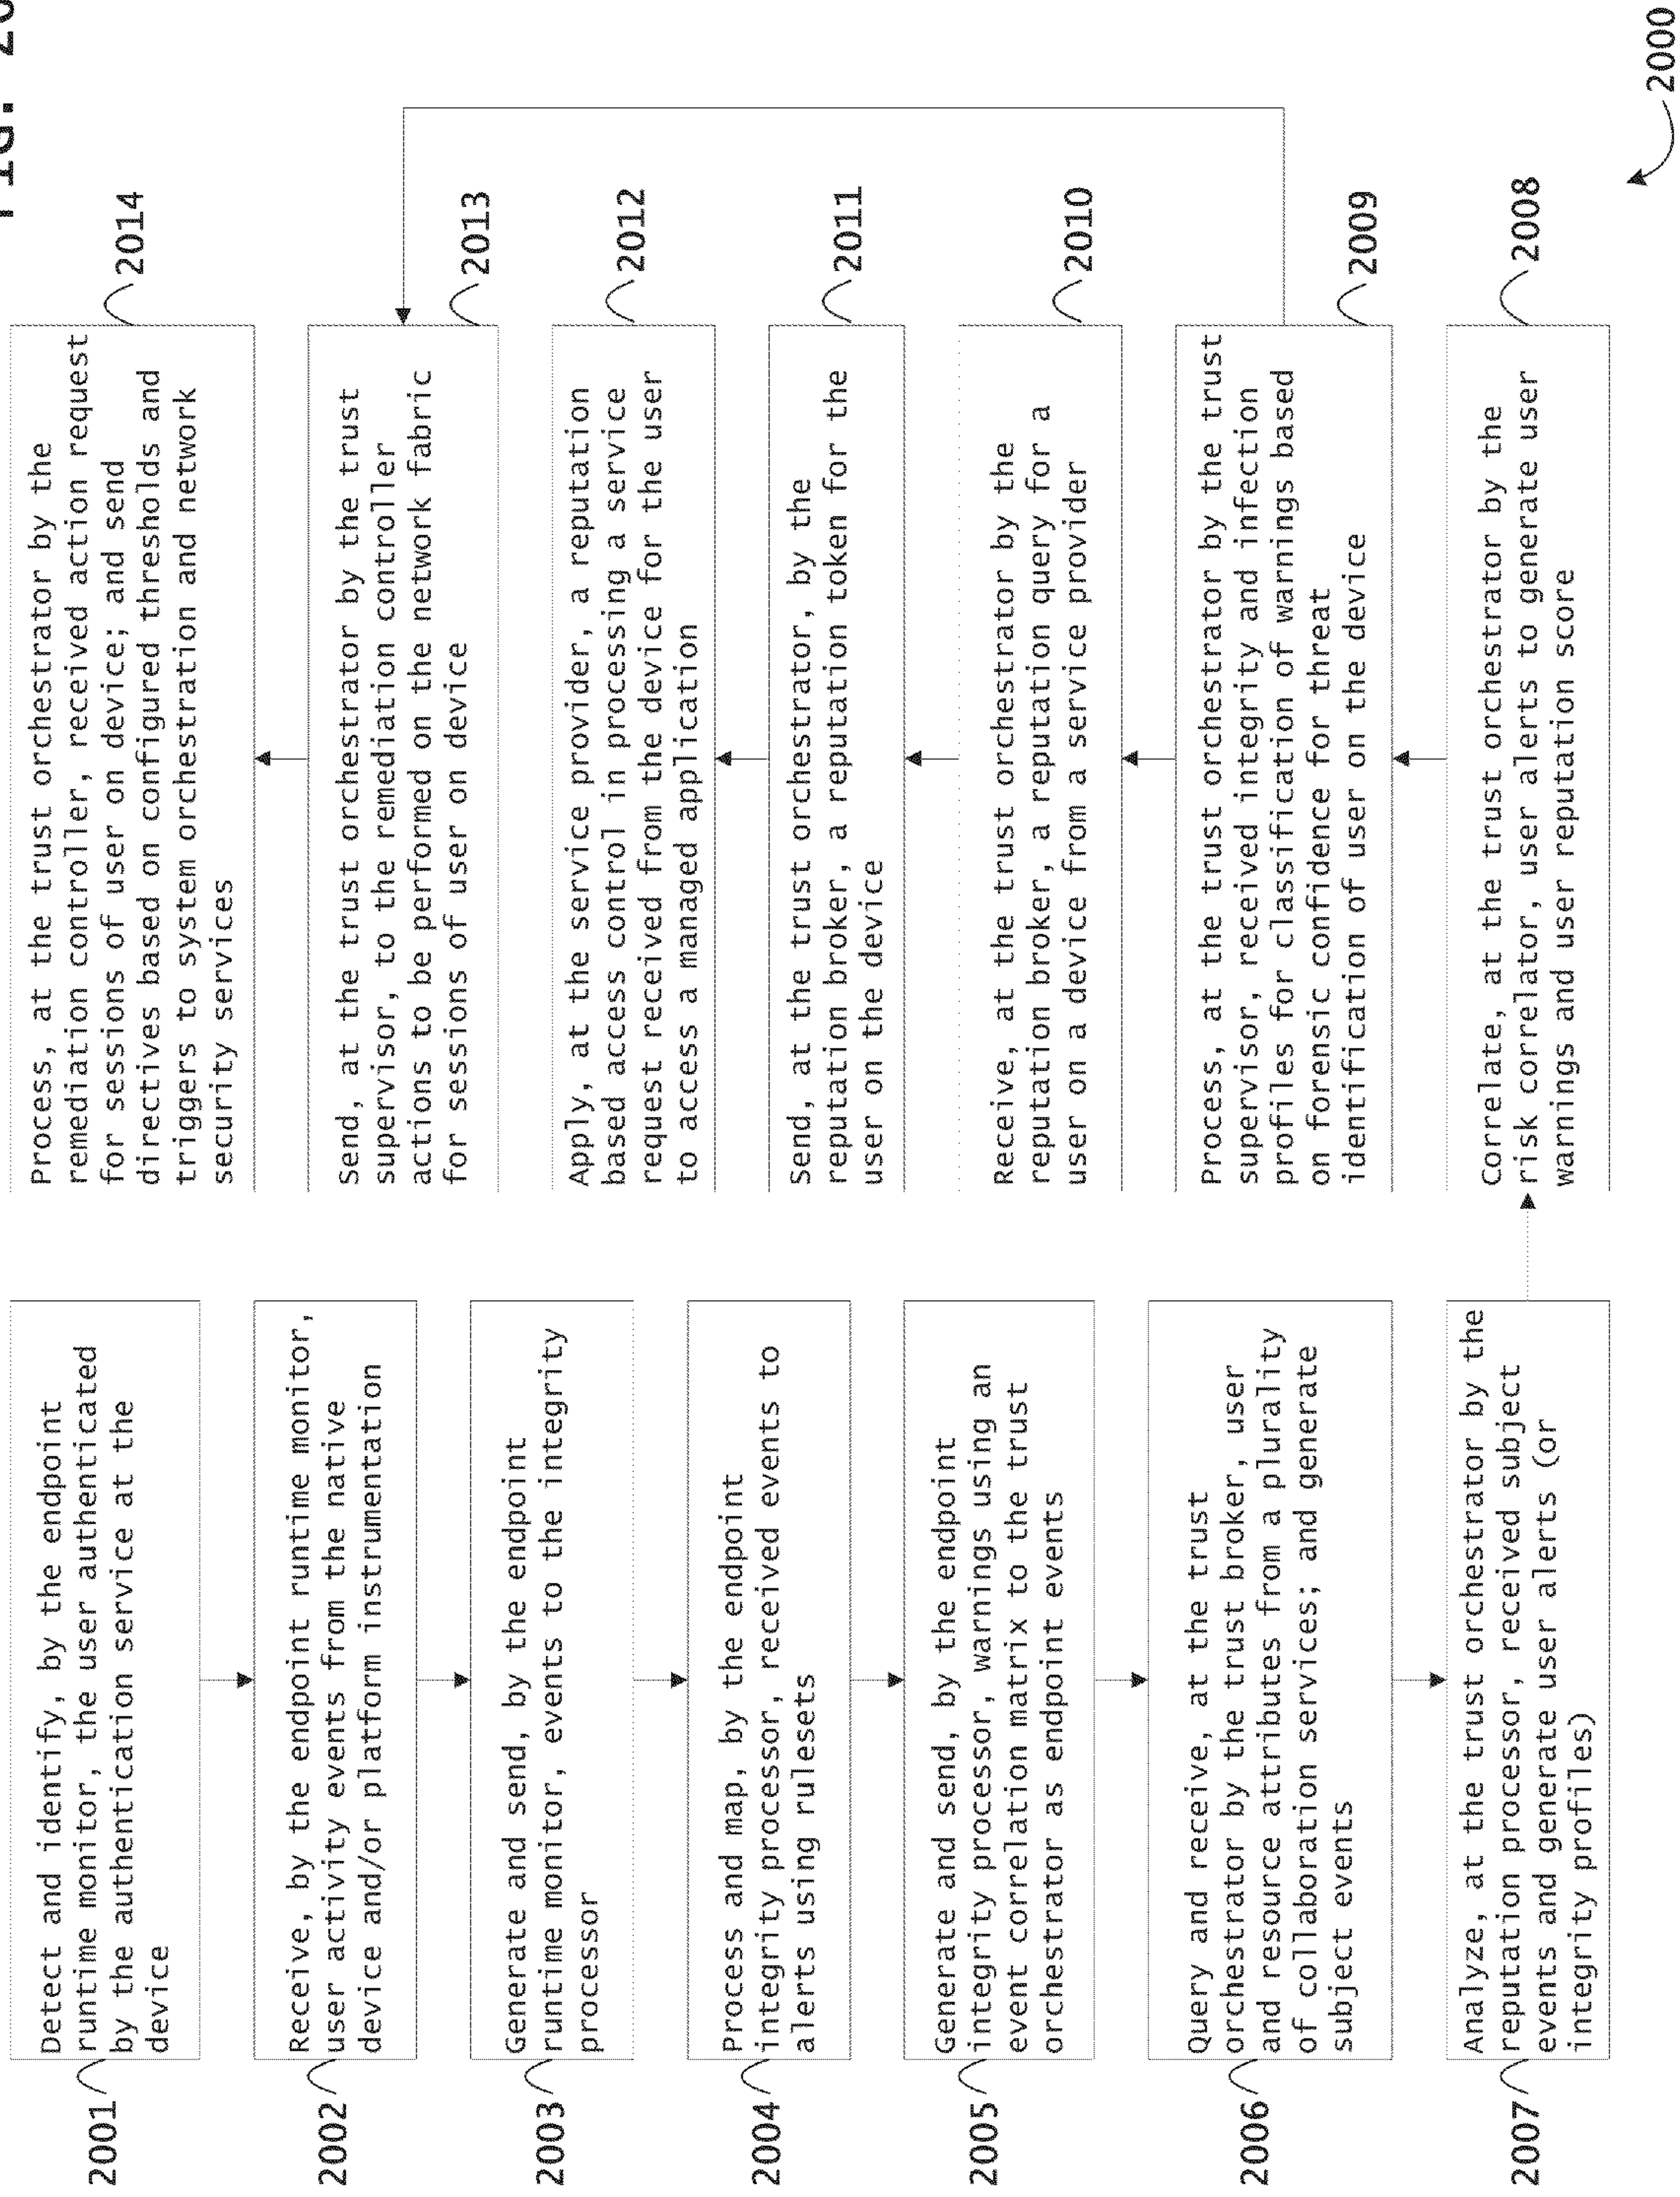 FIG. 20
2001
Detect and identify, by the endpoint
runtime monitor, the user authenticated
by the authentication service at the
device
2002
Receive, by the endpoint runtime monitor,
user activity events from the native
device and/or platform instrumentation
2003
Generate and send, by the endpoint
runtime monitor, events to the integrity
processor
2004
Process and map, by the endpoint
integrity processor, received events to
alerts using rulesets
2005
Generate and send, by the endpoint
integrity processor, warnings using an
event correlation matrix to the trust
orchestrator as endpoint events
2006
Query and receive, at the trust
orchestrator by the trust broker, user
and resource attributes from a plurality
of collaboration services; and generate
subject events
2007
Analyze, at the trust orchestrator by the
reputation processor, received subject
events and generate user alerts (or
integrity profiles)
Process, at the trust orchestrator by the
remediation controller, received action request
for sessions of user on device; and send
directives based on configured thresholds and
triggers to system orchestration and network
security services
2014
Send, at the trust orchestrator by the trust
supervisor, to the remediation controller
actions to be performed on the network fabric
for sessions of user on device
2013
Apply, at the service provider, a reputation
based access control in processing a service
request received from the device for the user
to access a managed application
2012
Send, at the trust orchestrator, by the
reputation broker, a reputation token for the
user on the device
2011
Receive, at the trust orchestrator by the
reputation broker, a reputation query for a
user on a device from a service provider
2010
Process, at the trust orchestrator by the trust
supervisor, received integrity and infection
profiles for classification of warnings based
on forensic confidence for threat
identification of user on the device
2009
Correlate, at the trust orchestrator by the
risk correlator, user alerts to generate user
warnings and user reputation score
2008
2000